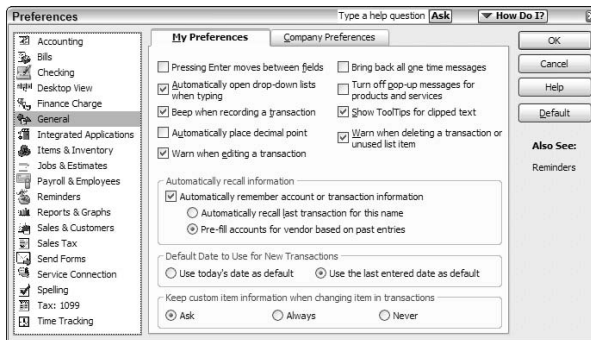 Preferences
Type a help question Ask
How Do I?
Accounting
Bills
Checking
Desktop View
Finance Charge
General
Integrated Applications
Items & Inventory
Jobs & Estimates
Payroll & Employees
Reminders
Reports & Graphs
Sales & Customers
Sales Tax
Send Forms
Service Connection
Spelling
Tax: 1099
Time Tracking
My Preferences
Company Preferences
Pressing Enter moves between fields
Automatically open drop-down lists
when typing
Beep when recording a transaction
Automatically place decimal point
Warn when editing a transaction
Bring back all one time messages
Turn off pop-up messages for
products and services
Show ToolTips for clipped text
Warn when deleting a transaction or
unused list item
Automatically recall information
Automatically remember account or transaction information
Automatically recall last transaction for this name
Pre-fill accounts for vendor based on past entries
Default Date to Use for New Transactions
Use today's date as default
Use the last entered date as default
Keep custom item information when changing item in transactions
Ask
Always
Never
OK
Cancel
Help
Default
Also See:
Reminders